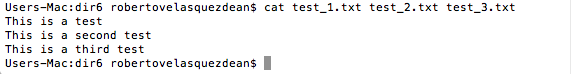 Users-Mac:dir6 robertovelasquezdean$ cat test_1.txt test_2.txt test_3.txt
This is a test
This is a second test
This is a third test
Users-Mac:dir6 robertovelasquezdean$